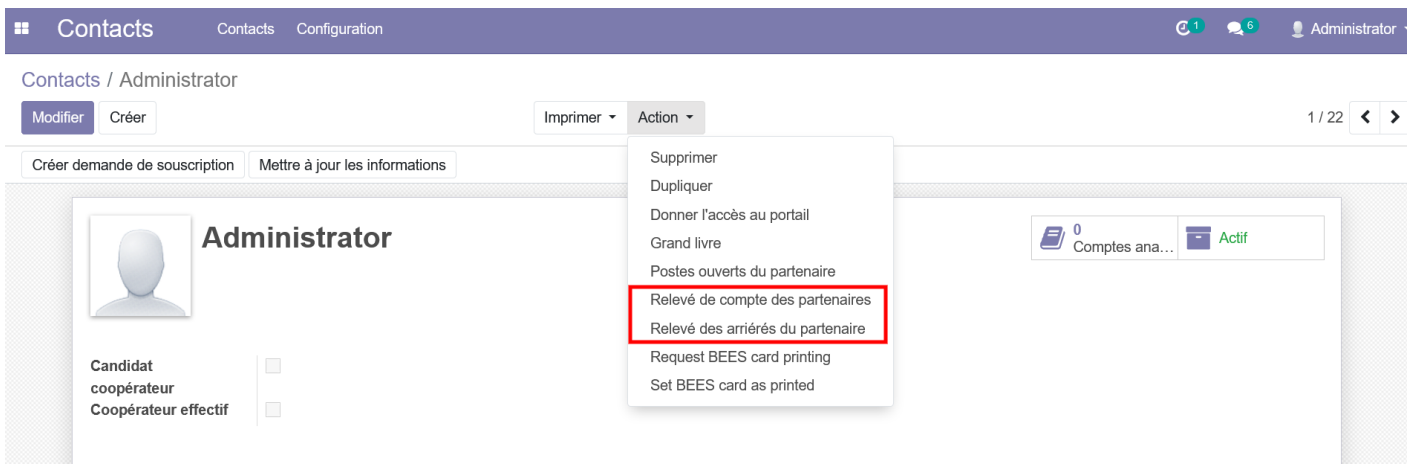 Contacts Contacts Configuration 1 6 Administrator
Contacts / Administrator
Modifier Créer Imprimer Action 1 / 22
Créer demande de souscription Mettre à jour les informations
Supprimer
Dupliquer
Donner l'accès au portail
Grand livre
Postes ouverts du partenaire
Relevé de compte des partenaires
Relevé des arriérés du partenaire
Request BEES card printing
Set BEES card as printed
Administrator
0
Comptes ana...
Actif
Candidat
coopérateur
Coopérateur effectif